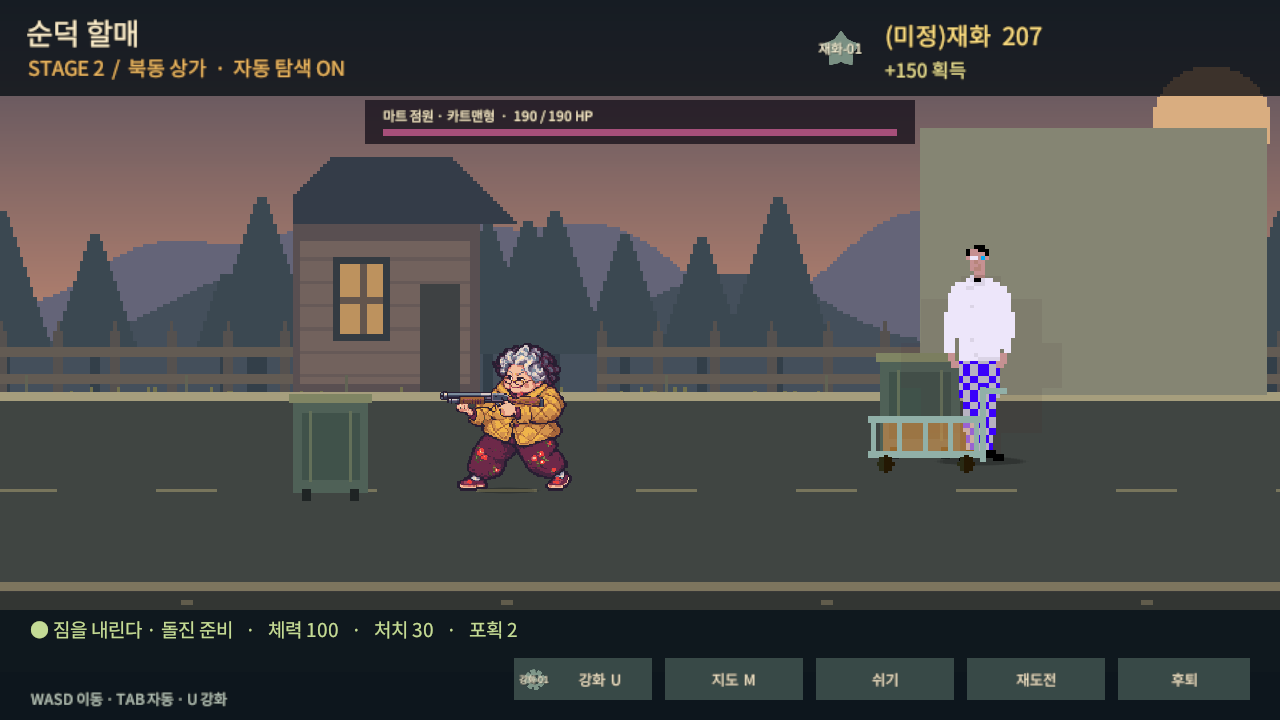 순덕 할매
STAGE 2 / 북동 상가 · 자동 탐색 ON
재화-01
(미정)재화 207
+150 획득
마트 점원 · 카트맨형 · 190 / 190 HP
짐을 내린다 · 돌진 준비 · 체력 100 · 처치 30 · 포획 2
강화-01
강화 U
지도 M
쉬기
재도전
후퇴
WASD 이동 · TAB 자동 · U 강화